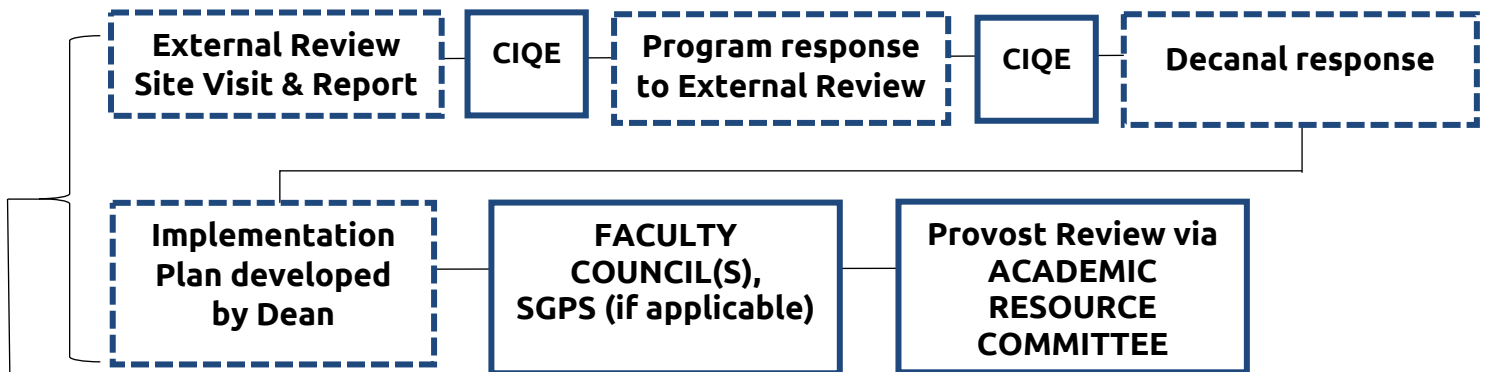 External Review
Site Visit & Report
CIQE
Program response
to External Review
CIQE
Decanal response
Implementation
Plan developed
by Dean
FACULTY
COUNCIL(S),
SGPS (if applicable)
Provost Review via
ACADEMIC
RESOURCE
COMMITTEE